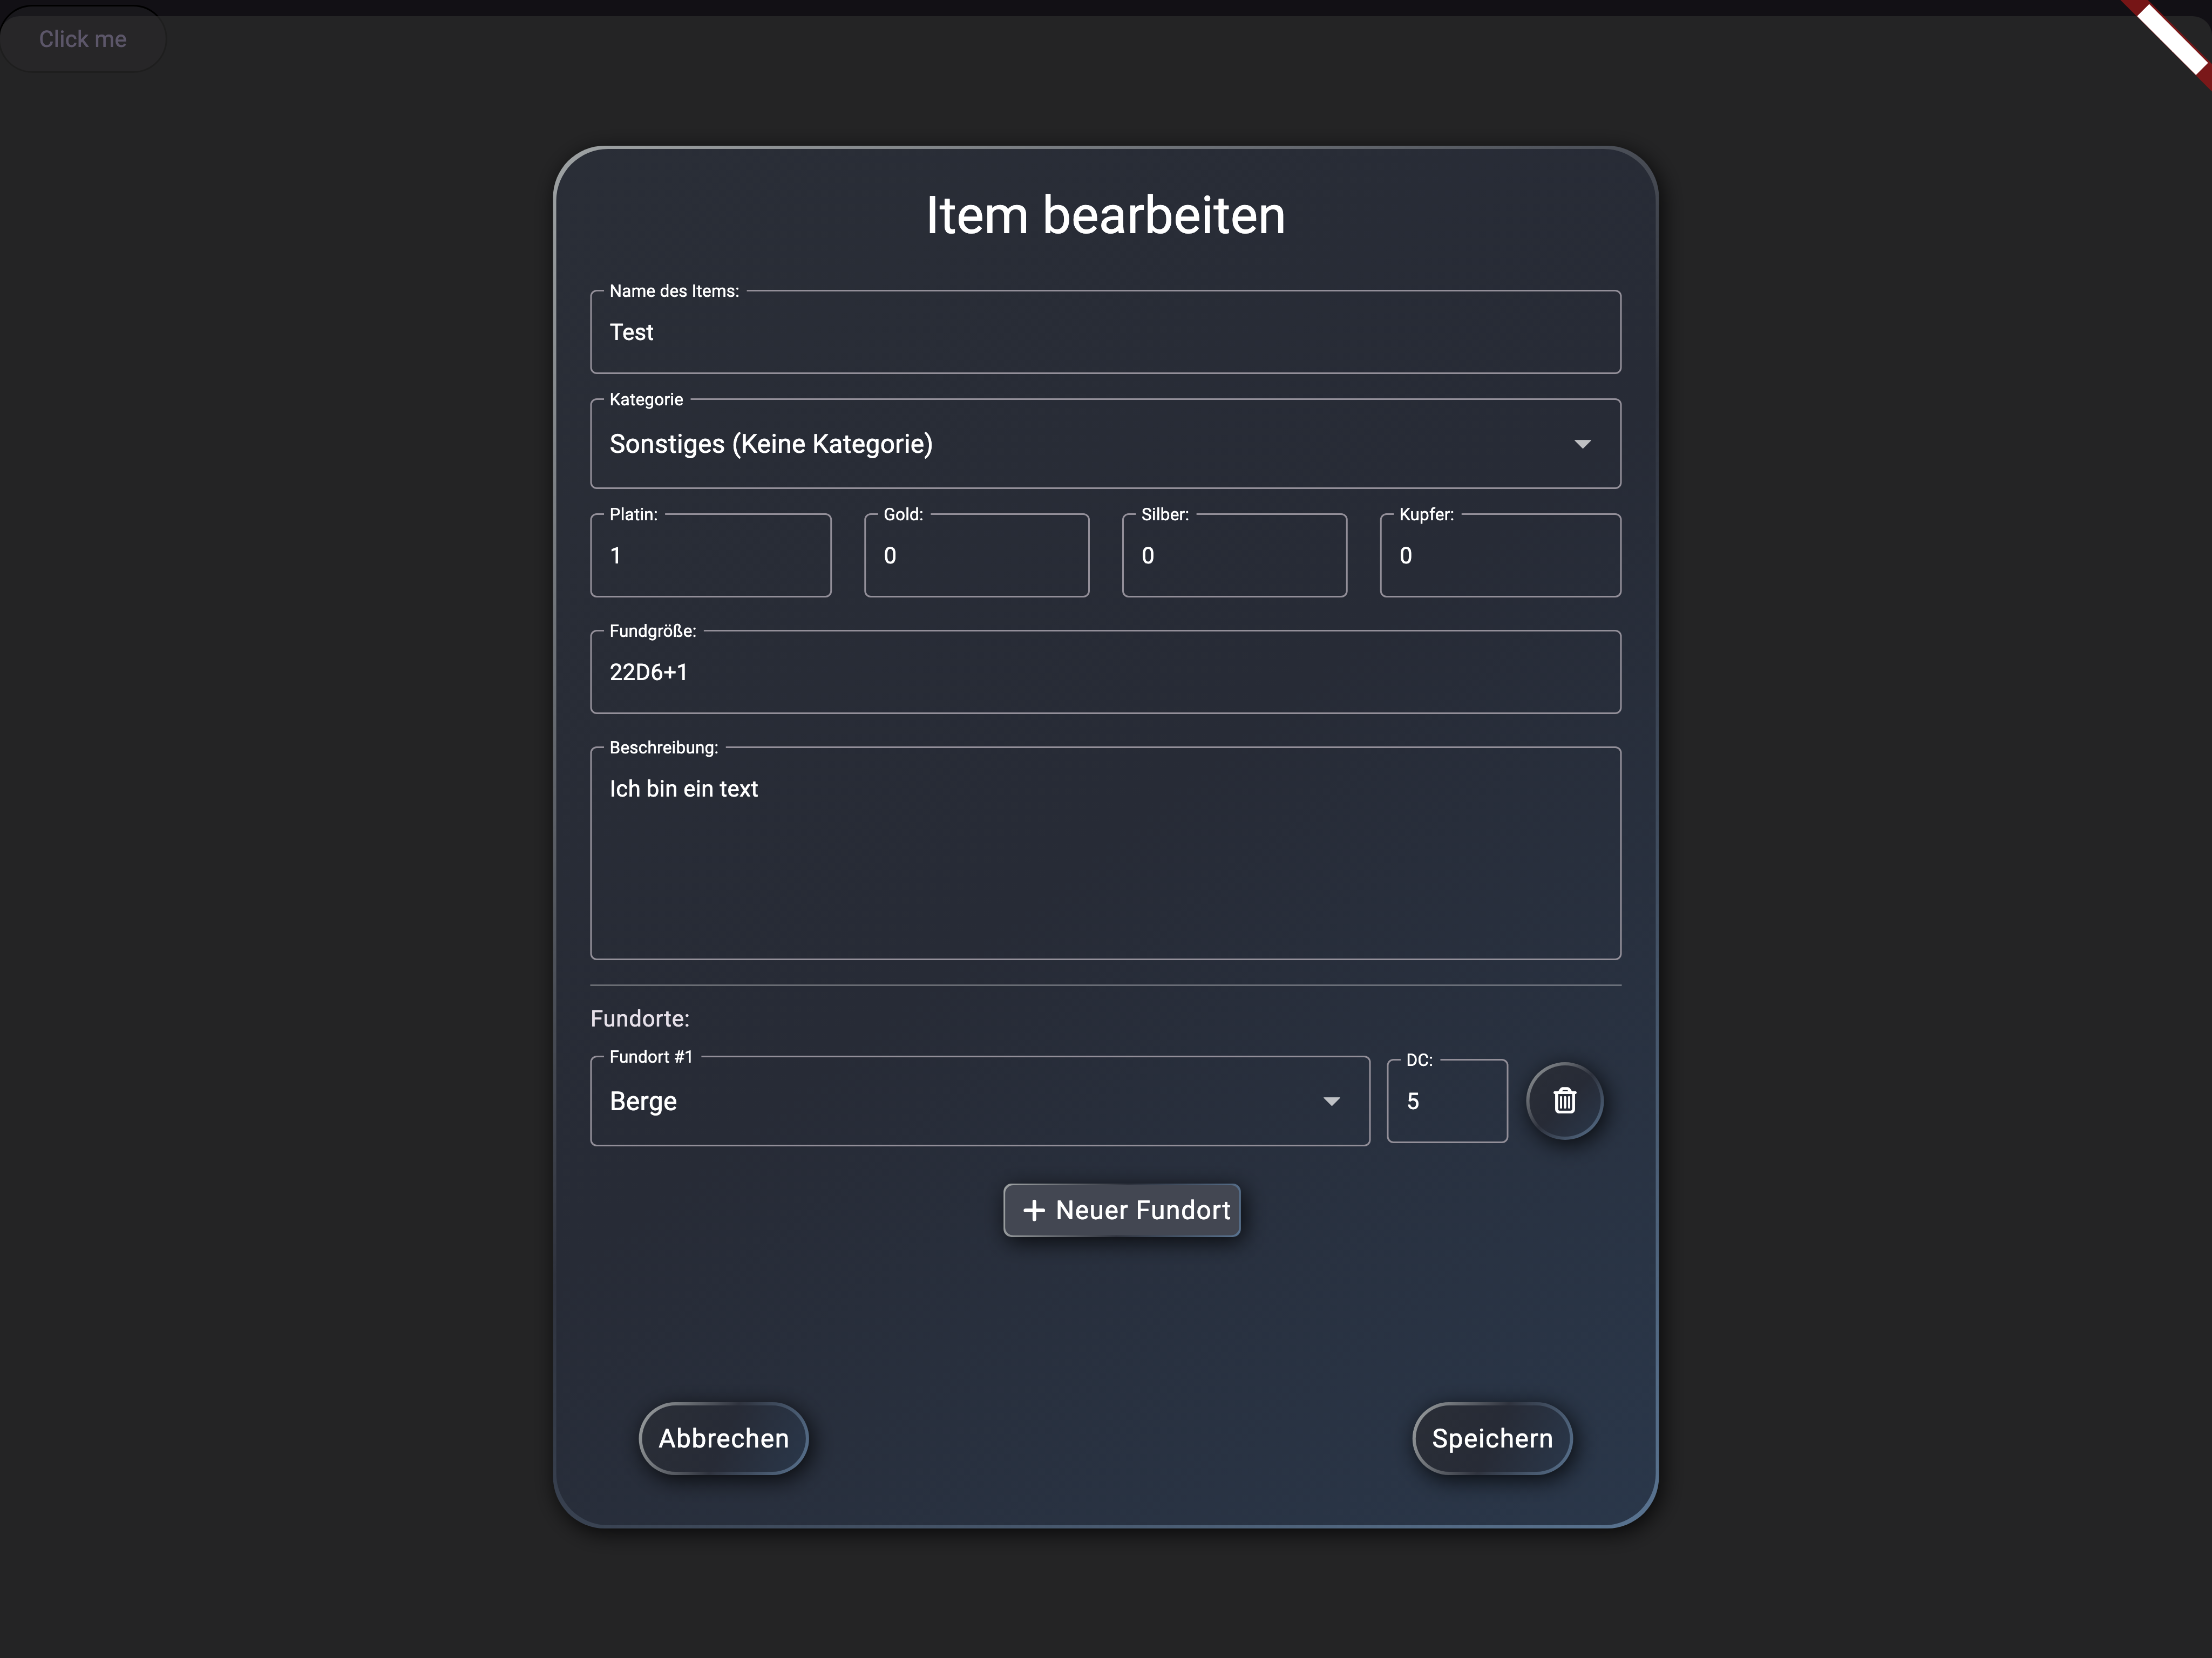 Click me
Item bearbeiten
Name des Items:
Test
Kategorie
Sonstiges (Keine Kategorie)
Platin: Gold: Silber: Kupfer:
1 0 0 0
Fundgröße:
22D6+1
Beschreibung:
Ich bin ein text
Fundorte:
Fundort #1 DC:
Berge 5
+ Neuer Fundort
Abbrechen Speichern